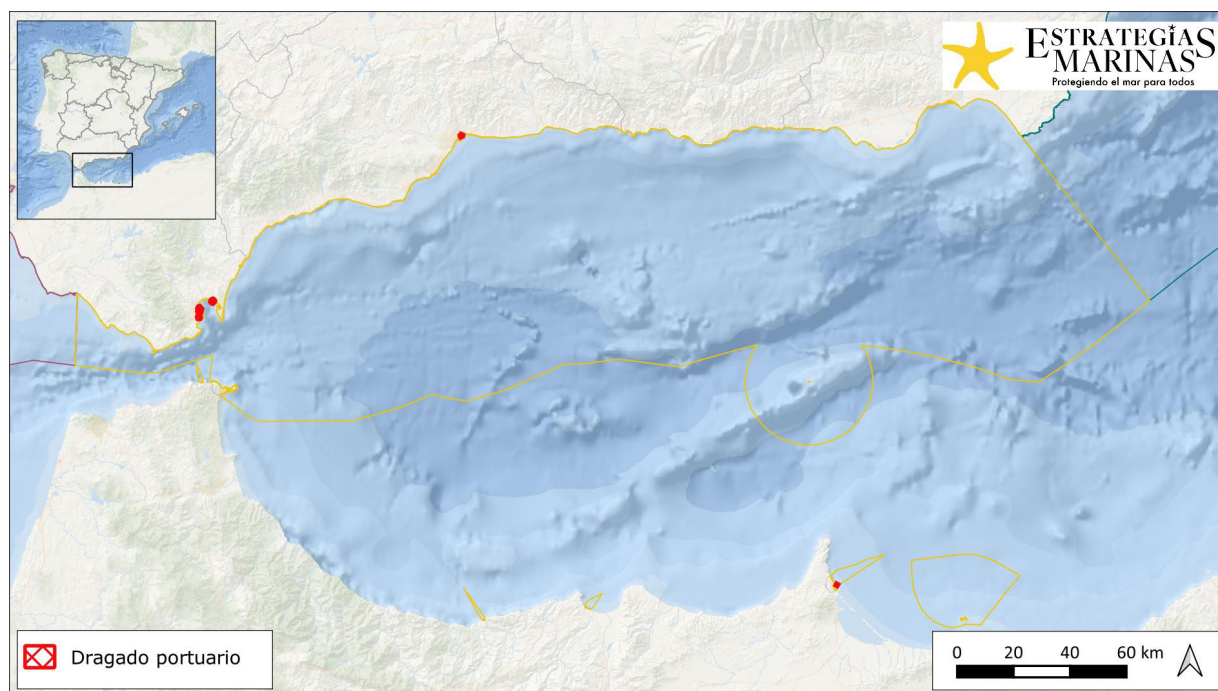 ESTRATEGIAS
MARINAS
Protegiendo el mar para todos
Dragado portuario
0 20 40 60 km